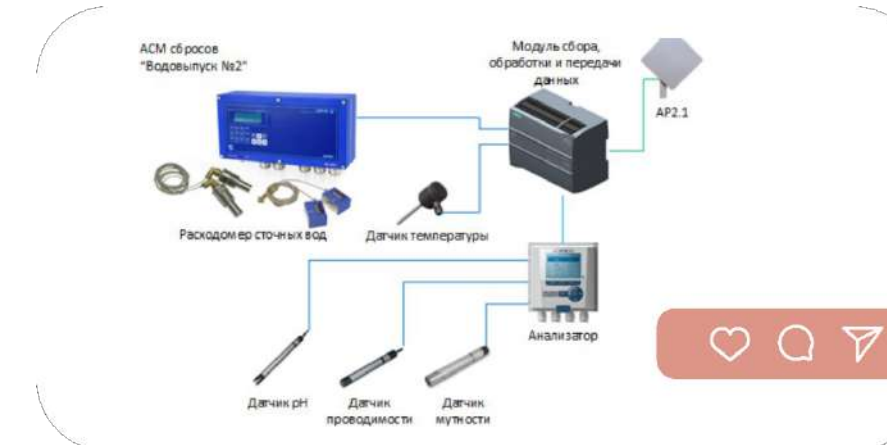 АСМ сбросов
"Водовыпуск №2"
Модуль сбора,
обработки и передачи
данных
AP2.1
Расходомер сточных вод
Датчик температуры
Анализатор
Датчик pH
Датчик
проводимости
Датчик
мутности